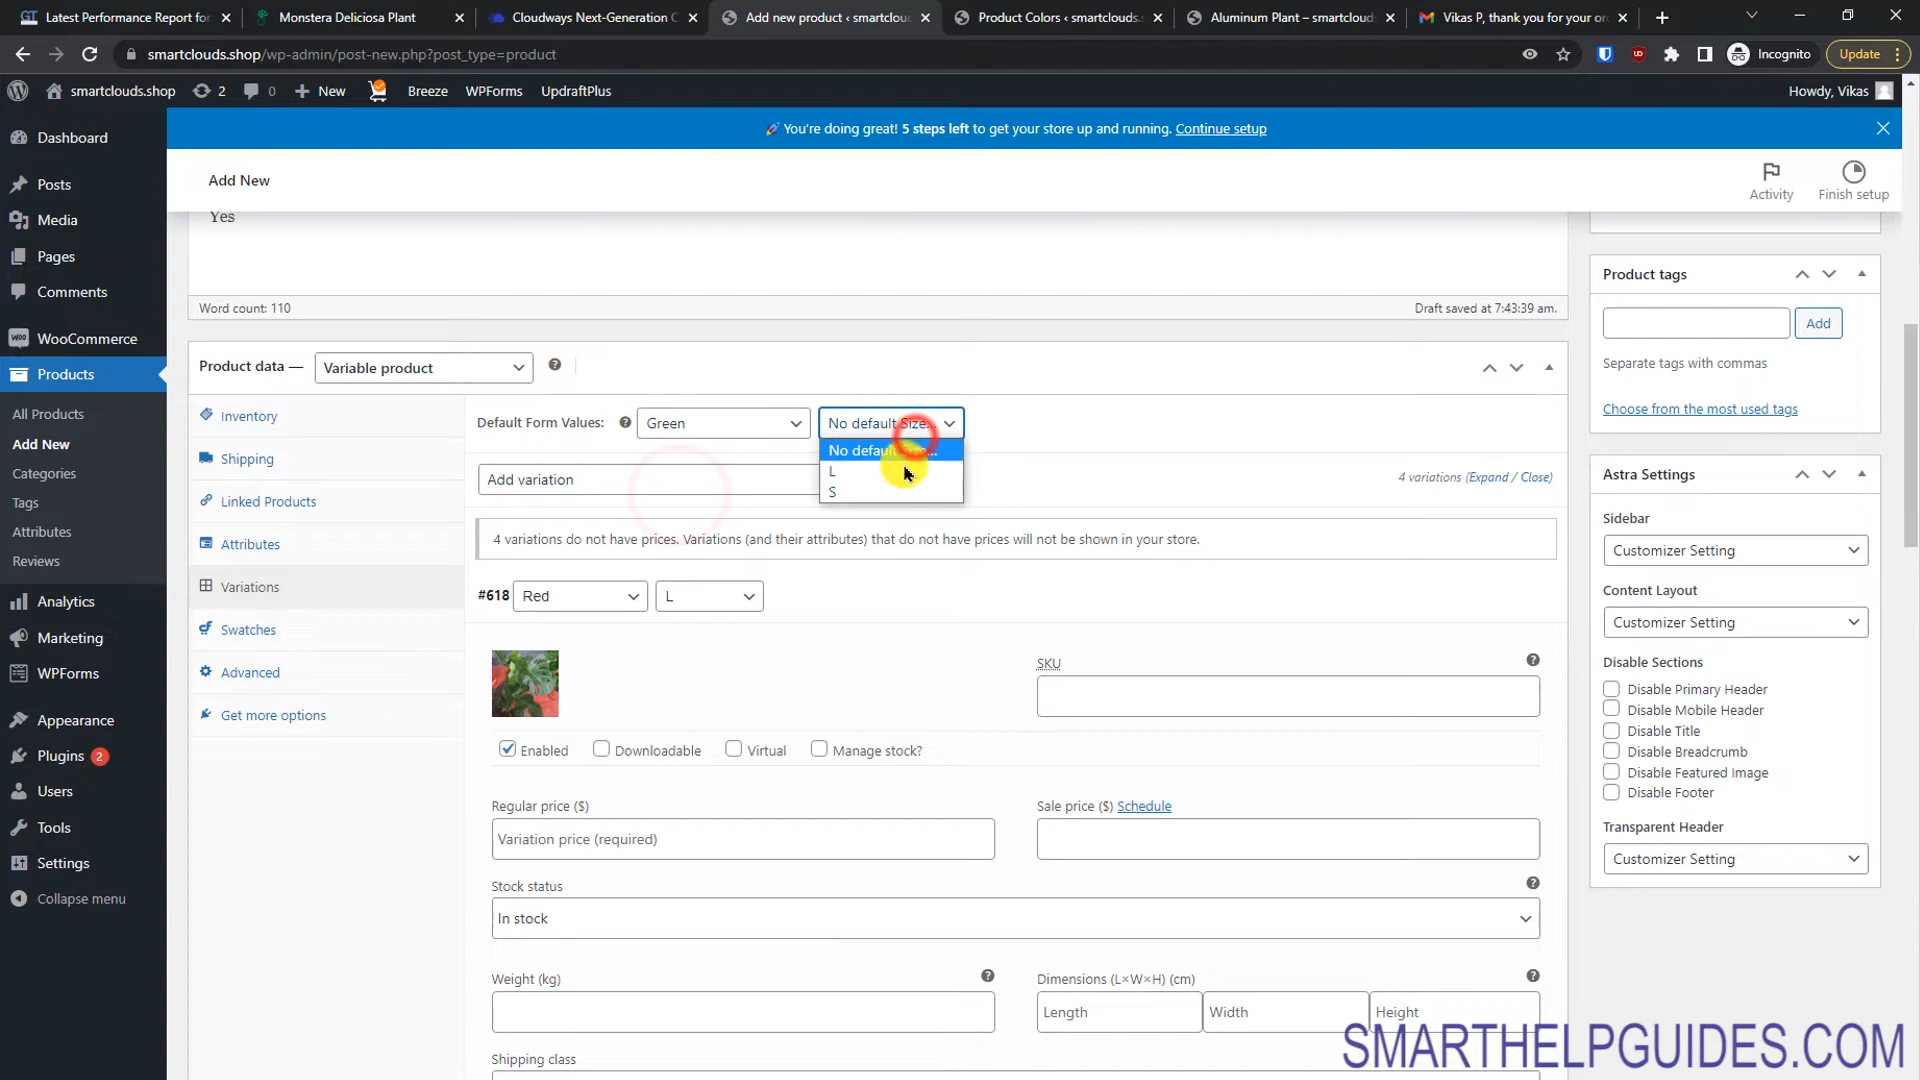 Latest Performance Report for
Monstera Deliciosa Plant
Cloudways Next-Generation C
Add new product ‹ smartcloud
Product Colors ‹ smartclouds.
Aluminum Plant – smartcloud
Vikas P, thank you for your or
smartclouds.shop/wp-admin/post-new.php?post_type=product
Incognito
Update
smartclouds.shop
2
0
New
Breeze
WPForms
UpdraftPlus
Howdy, Vikas
You're doing great! 5 steps left to get your store up and running. Continue setup
Add New
Activity
Finish setup
Dashboard
Posts
Media
Pages
Comments
WooCommerce
Products
All Products
Add New
Categories
Tags
Attributes
Reviews
Analytics
Marketing
WPForms
Appearance
Plugins 2
Users
Tools
Settings
Collapse menu
Yes
Word count: 110
Draft saved at 7:43:39 am.
Product data —
Variable product
Inventory
Shipping
Linked Products
Attributes
Variations
Swatches
Advanced
Get more options
Default Form Values:
Green
No default Size...
No default
L
S
Add variation
4 variations (Expand / Close)
4 variations do not have prices. Variations (and their attributes) that do not have prices will not be shown in your store.
#618
Red
L
SKU
Enabled
Downloadable
Virtual
Manage stock?
Regular price ($)
Variation price (required)
Sale price ($) Schedule
Stock status
In stock
Weight (kg)
Dimensions (L×W×H) (cm)
Length
Width
Height
Shipping class
Product tags
Add
Separate tags with commas
Choose from the most used tags
Astra Settings
Sidebar
Customizer Setting
Content Layout
Customizer Setting
Disable Sections
Disable Primary Header
Disable Mobile Header
Disable Title
Disable Breadcrumb
Disable Featured Image
Disable Footer
Transparent Header
Customizer Setting
SMARTHELPGUIDES.COM